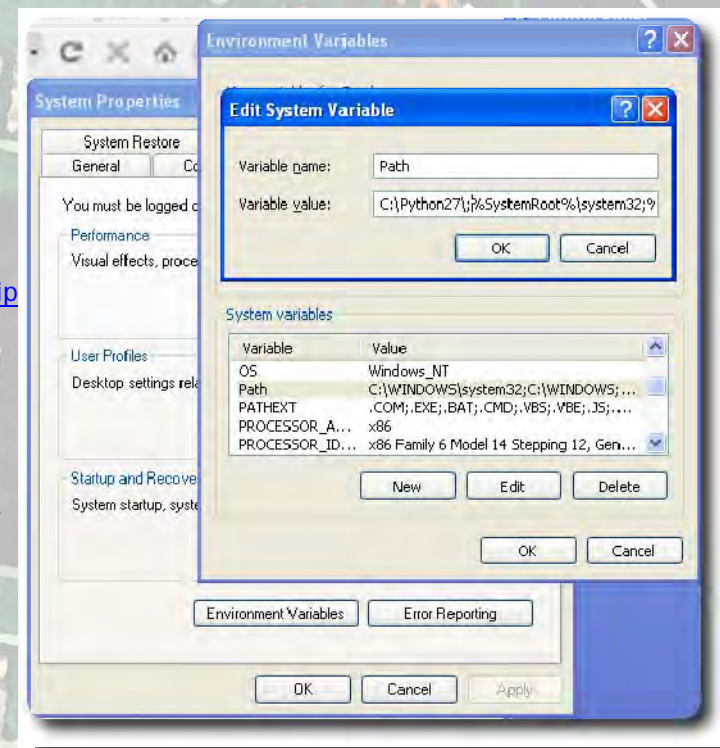 Environment Variables
System Properties
Edit System Variable
System Restore
General
Variable name: Path
You must be logged
Variable value: C:\Python27\;%SystemRoot%\system32;%
Performance
OK Cancel
Visual effects, proce
ip
System variables
Variable Value
User Profiles
OS Windows_NT
Desktop settings rela
Path C:\WINDOWS\system32;C:\WINDOWS;...
PATHEXT .COM;.EXE;.BAT;.CMD;.VBS;.VBE;.JS;....
PROCESSOR_A... x86
PROCESSOR_ID... x86 Family 6 Model 14 Stepping 12, Gen...
Startup and Recove
New Edit Delete
System startup, syste
OK Cancel
Environment Variables Error Reporting
OK Cancel Apply